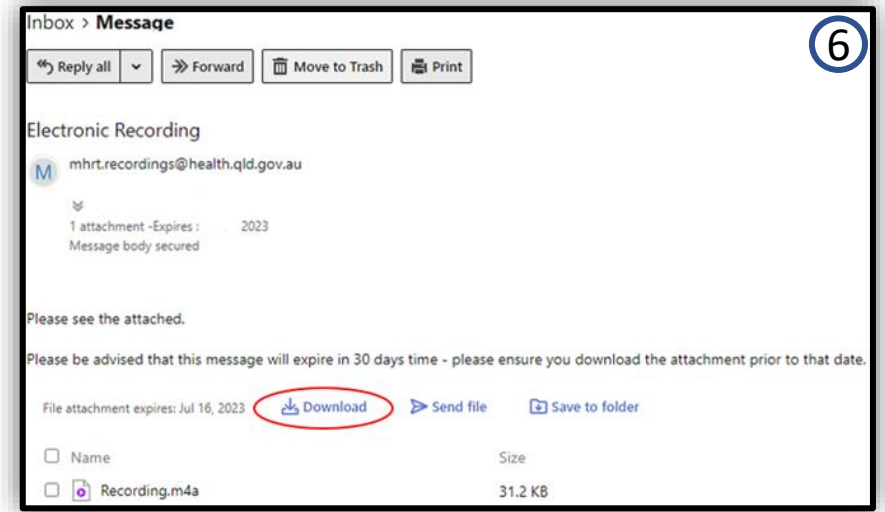 Inbox > Message
6
Reply all Forward Move to Trash Print
Electronic Recording
M mhrt.recordings@health.qld.gov.au
1 attachment -Expires : 2023
Message body secured
Please see the attached.
Please be advised that this message will expire in 30 days time - please ensure you download the attachment prior to that date.
File attachment expires: Jul 16, 2023 Download Send file Save to folder
Name Size
Recording.m4a 31.2 KB